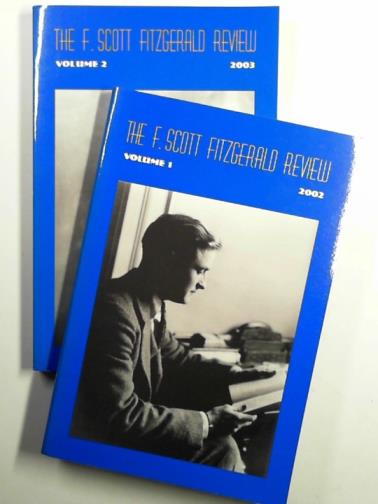 THE F. SCOTT FITZGERALD REVIEW
VOLUME 2 2003
THE F. SCOTT FITZGERALD REVIEW
VOLUME 1
2002